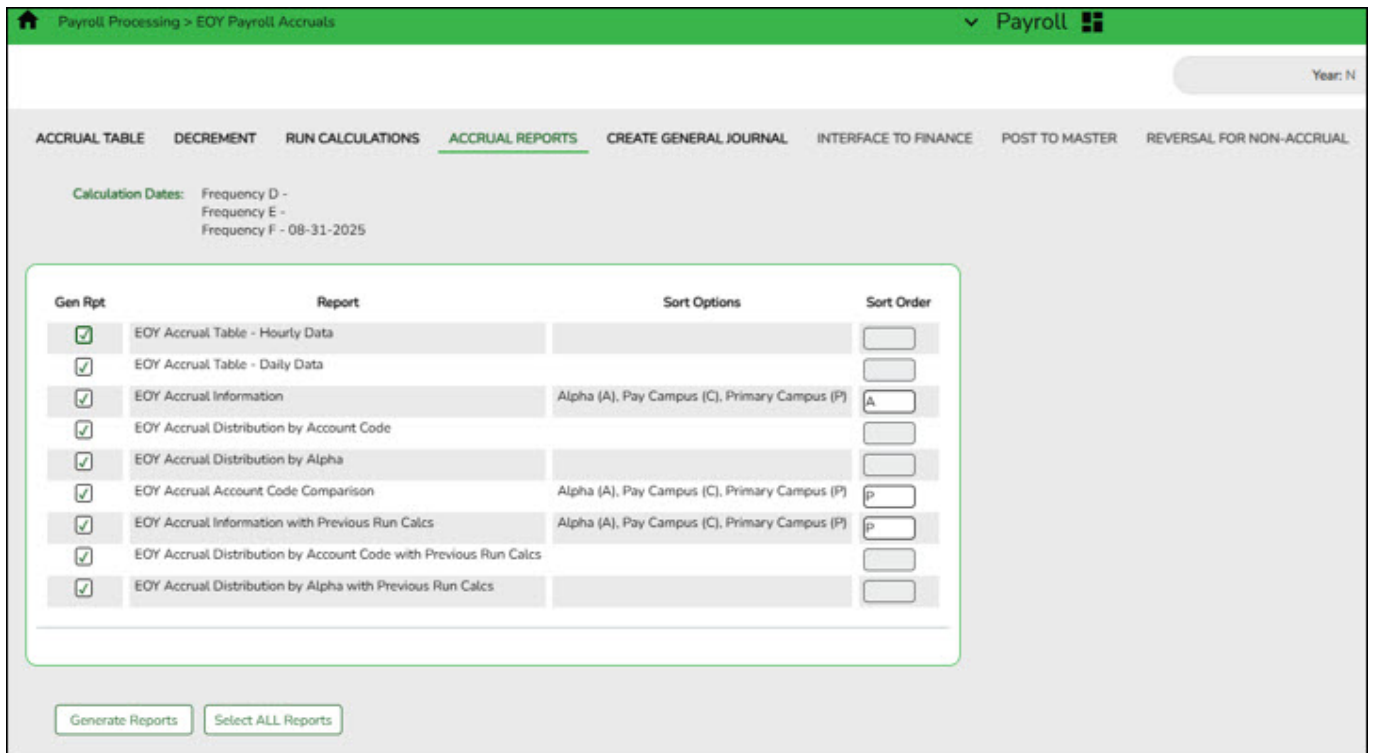 Payroll Processing > EOY Payroll Accruals
Payroll
Year: N
ACCRUAL TABLE DECREMENT RUN CALCULATIONS ACCRUAL REPORTS CREATE GENERAL JOURNAL INTERFACE TO FINANCE POST TO MASTER REVERSAL FOR NON-ACCRUAL
Calculation Dates: Frequency D -
Frequency E -
Frequency F - 08-31-2025
Gen Rpt Report Sort Options Sort Order
EOY Accrual Table - Hourly Data
EOY Accrual Table - Daily Data
EOY Accrual Information Alpha (A), Pay Campus (C), Primary Campus (P) A
EOY Accrual Distribution by Account Code
EOY Accrual Distribution by Alpha
EOY Accrual Account Code Comparison Alpha (A), Pay Campus (C), Primary Campus (P) P
EOY Accrual Information with Previous Run Calcs Alpha (A), Pay Campus (C), Primary Campus (P) P
EOY Accrual Distribution by Account Code with Previous Run Calcs
EOY Accrual Distribution by Alpha with Previous Run Calcs
Generate Reports Select ALL Reports